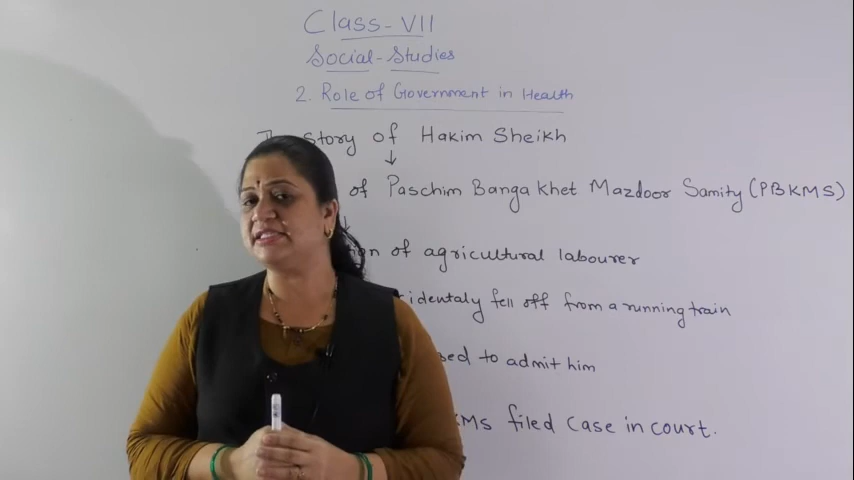 Class-VII
Social-Studies
2. Role of Government in Health
story of Hakim Sheikh
of Paschim Banga Khet Mazdoor Samity (PBKMS)
of agricultural labourer
fell off from a running train
to admit him
filed case in court.